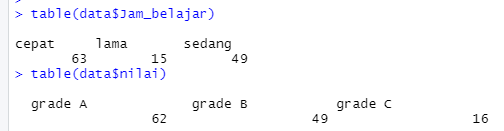 > table(data$Jam_belajar)
cepat lama sedang
63 15 49
> table(data$nilai)
grade A grade B grade C
62 49 16